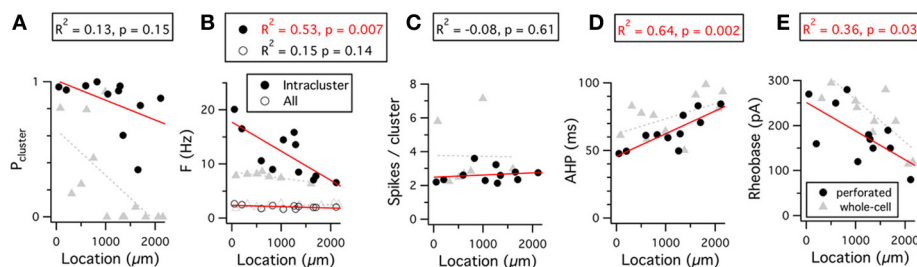 A
R² = 0.13, p = 0.15
B
R² = 0.53, p = 0.007
R² = 0.15 p = 0.14
C
R² = -0.08, p = 0.61
D
R² = 0.64, p = 0.002
E
R² = 0.36, p = 0.03
Pcluster
1
0
0 1000 2000
Location (µm)
F (Hz)
20
10
0
Intracluster
All
0 1000 2000
Location (µm)
Spikes / cluster
8
6
4
2
0
0 1000 2000
Location (µm)
AHP (ms)
100
50
0
0 1000 2000
Location (µm)
Rheobase (pA)
300
200
100
0
perforated
whole-cell
0 1000 2000
Location (µm)